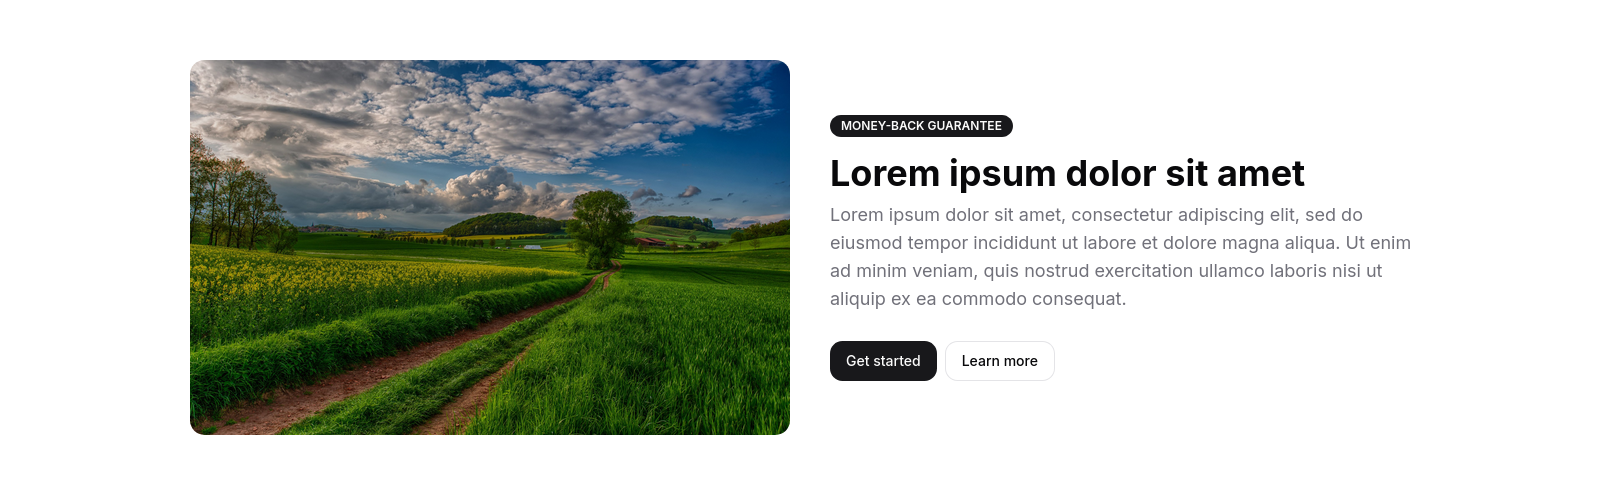 MONEY-BACK GUARANTEE
Lorem ipsum dolor sit amet
Lorem ipsum dolor sit amet, consectetur adipiscing elit, sed do
eiusmod tempor incididunt ut labore et dolore magna aliqua. Ut enim
ad minim veniam, quis nostrud exercitation ullamco laboris nisi ut
aliquip ex ea commodo consequat.
Get started Learn more